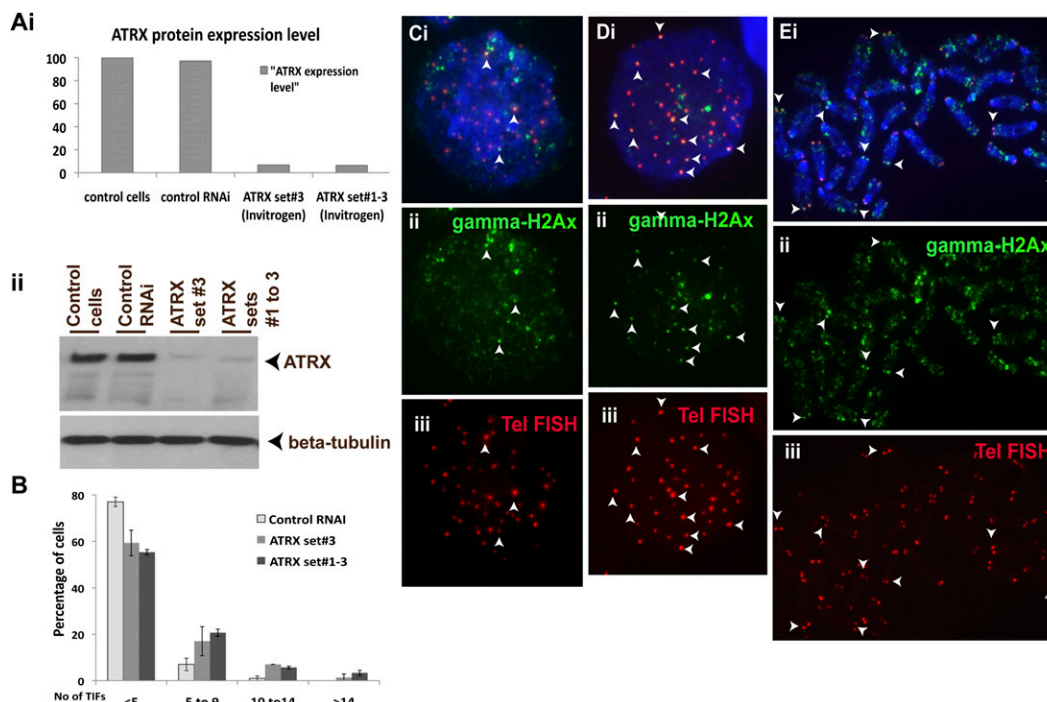 Ai
ATRX protein expression level
100
80
60
40
20
0
"ATRX expression level"
control cells
control RNAi
ATRX set#3 (Invitrogen)
ATRX set#1-3 (Invitrogen)
ii
Control cells
Control RNAi
ATRX set #3
ATRX sets #1 to 3
ATRX
beta-tubulin
B
Percentage of cells
80
60
40
20
0
Control RNAI
ATRX set#3
ATRX set#1-3
No of TIFs
<5
5 to 9
10 to14
>14
Ci
ii
gamma-H2Ax
iii
Tel FISH
Di
ii
gamma-H2Ax
iii
Tel FISH
Ei
ii
gamma-H2Ax
iii
Tel FISH